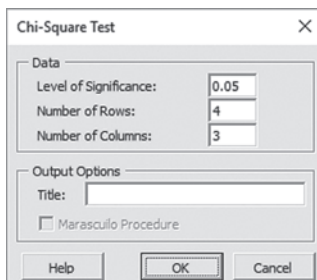 Chi-Square Test
Data
Level of Significance: 0.05
Number of Rows: 4
Number of Columns: 3
Output Options
Title:
Marascuilo Procedure
Help OK Cancel